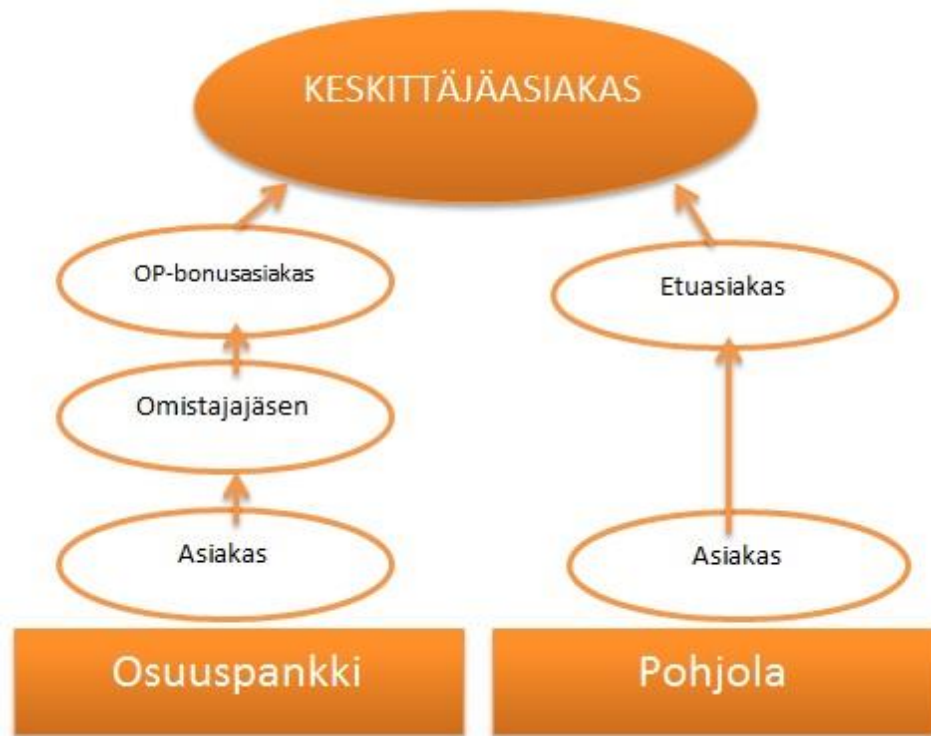 KESKITTÄJÄASIAKAS
OP-bonusasiakas
Etuasiakas
Omistajajäsen
Asiakas
Asiakas
Osuuspankki
Pohjola